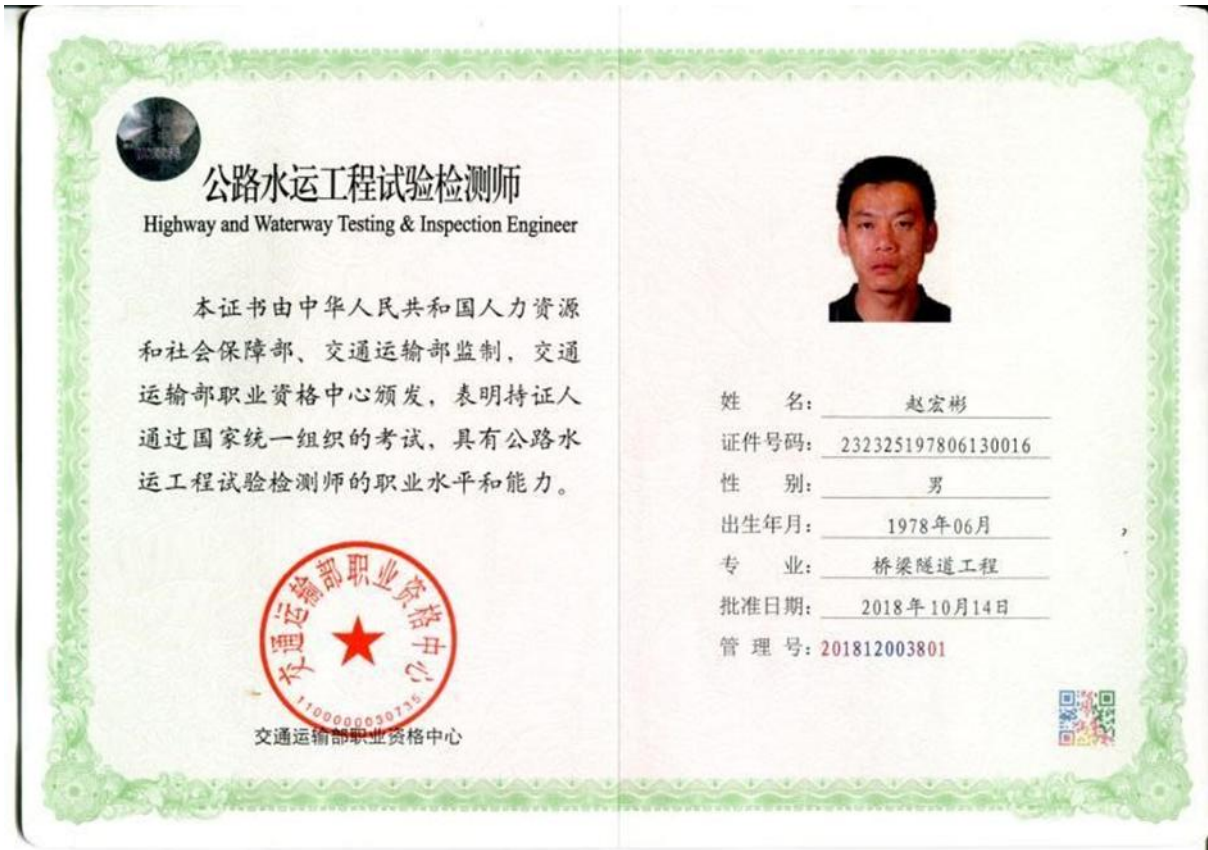 公路水运工程试验检测师
Highway and Waterway Testing & Inspection Engineer
本证书由中华人民共和国人力资源
和社会保障部、交通运输部监制，交通
运输部职业资格中心颁发，表明持证人
通过国家统一组织的考试，具有公路水
运工程试验检测师的职业水平和能力。
交通运输部职业资格中心
1100000030735
交通运输部职业资格中心
姓 名：赵宏彬
证件号码：232325197806130016
性 别：男
出生年月：1978年06月
专 业：桥梁隧道工程
批准日期：2018年10月14日
管 理 号：201812003801